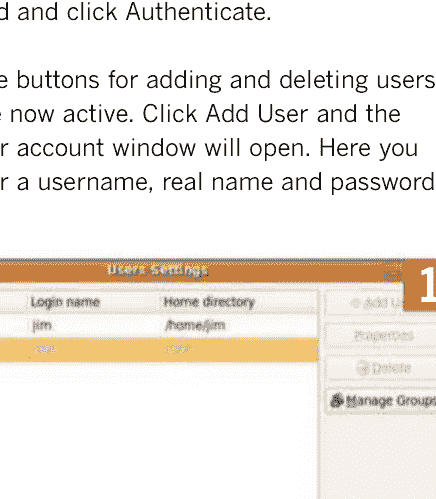 d and click Authenticate.
e buttons for adding and deleting users
e now active. Click Add User and the
r account window will open. Here you
r a username, real name and password
Users Settings
1
Login name Home directory Add U
jim /home/jim Properties
Delete
Manage Groups